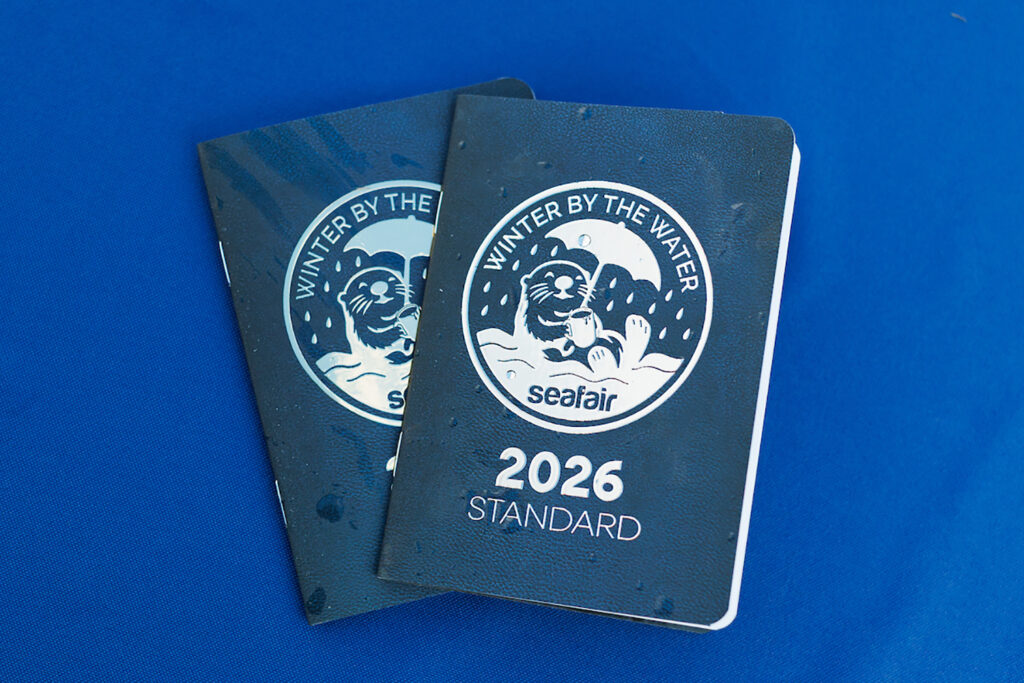 WINTER BY THE
WINTER BY THE WATER
seafair
2026
STANDARD